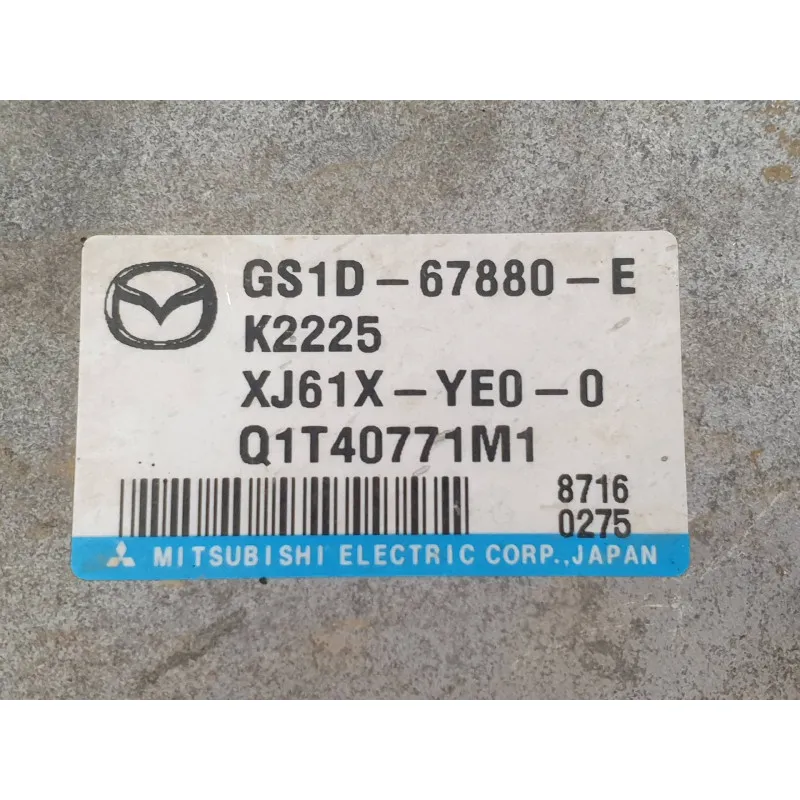 GS1D-67880-E
K2225
XJ61X-YE0-0
Q1T40771M1
8716
0275
MITSUBISHI ELECTRIC CORP.,JAPAN